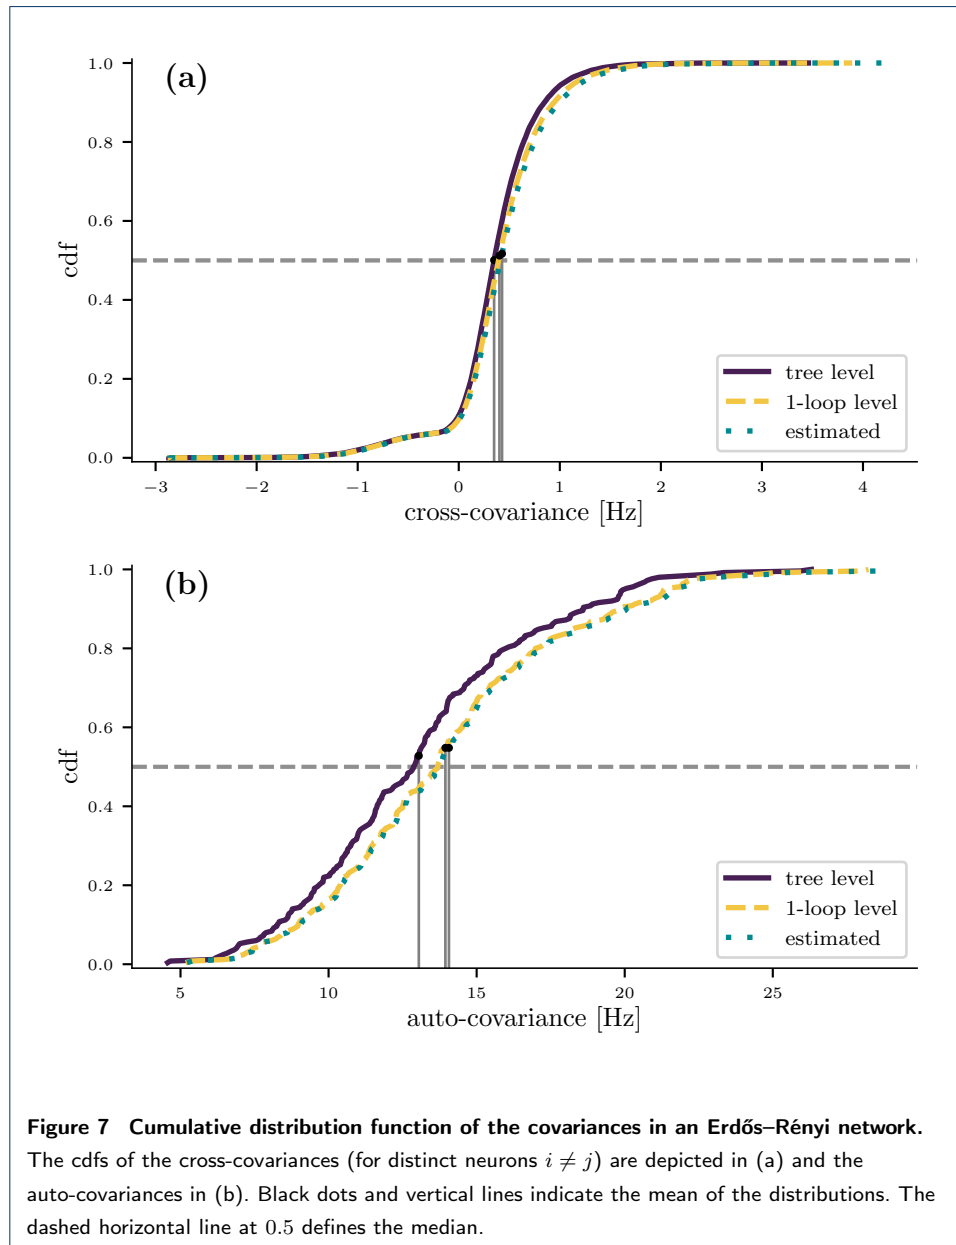 (a)
1.0
0.8
0.6
0.4
0.2
0.0
cdf
tree level
1-loop level
estimated
−3 −2 −1 0 1 2 3 4
cross-covariance [Hz]
(b)
1.0
0.8
0.6
0.4
0.2
0.0
cdf
tree level
1-loop level
estimated
5 10 15 20 25
auto-covariance [Hz]
Figure 7 Cumulative distribution function of the covariances in an Erdős–Rényi network.
The cdfs of the cross-covariances (for distinct neurons i ≠ j) are depicted in (a) and the
auto-covariances in (b). Black dots and vertical lines indicate the mean of the distributions. The
dashed horizontal line at 0.5 defines the median.